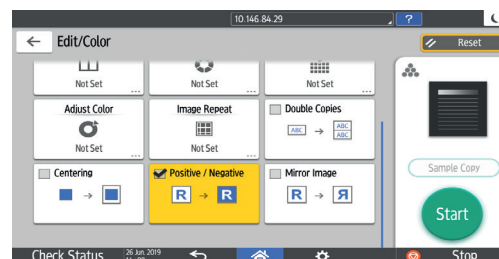 10.146.84.29
?
Edit/Color
Reset
Not Set
Not Set
Not Set
Adjust Color
Image Repeat
Double Copies
ABC → ABC
ABC
Not Set
Not Set
Centering
Positive / Negative
Mirror Image
R → R
R → Я
Sample Copy
Start
Check Status
26 Jun. 2019
Stop